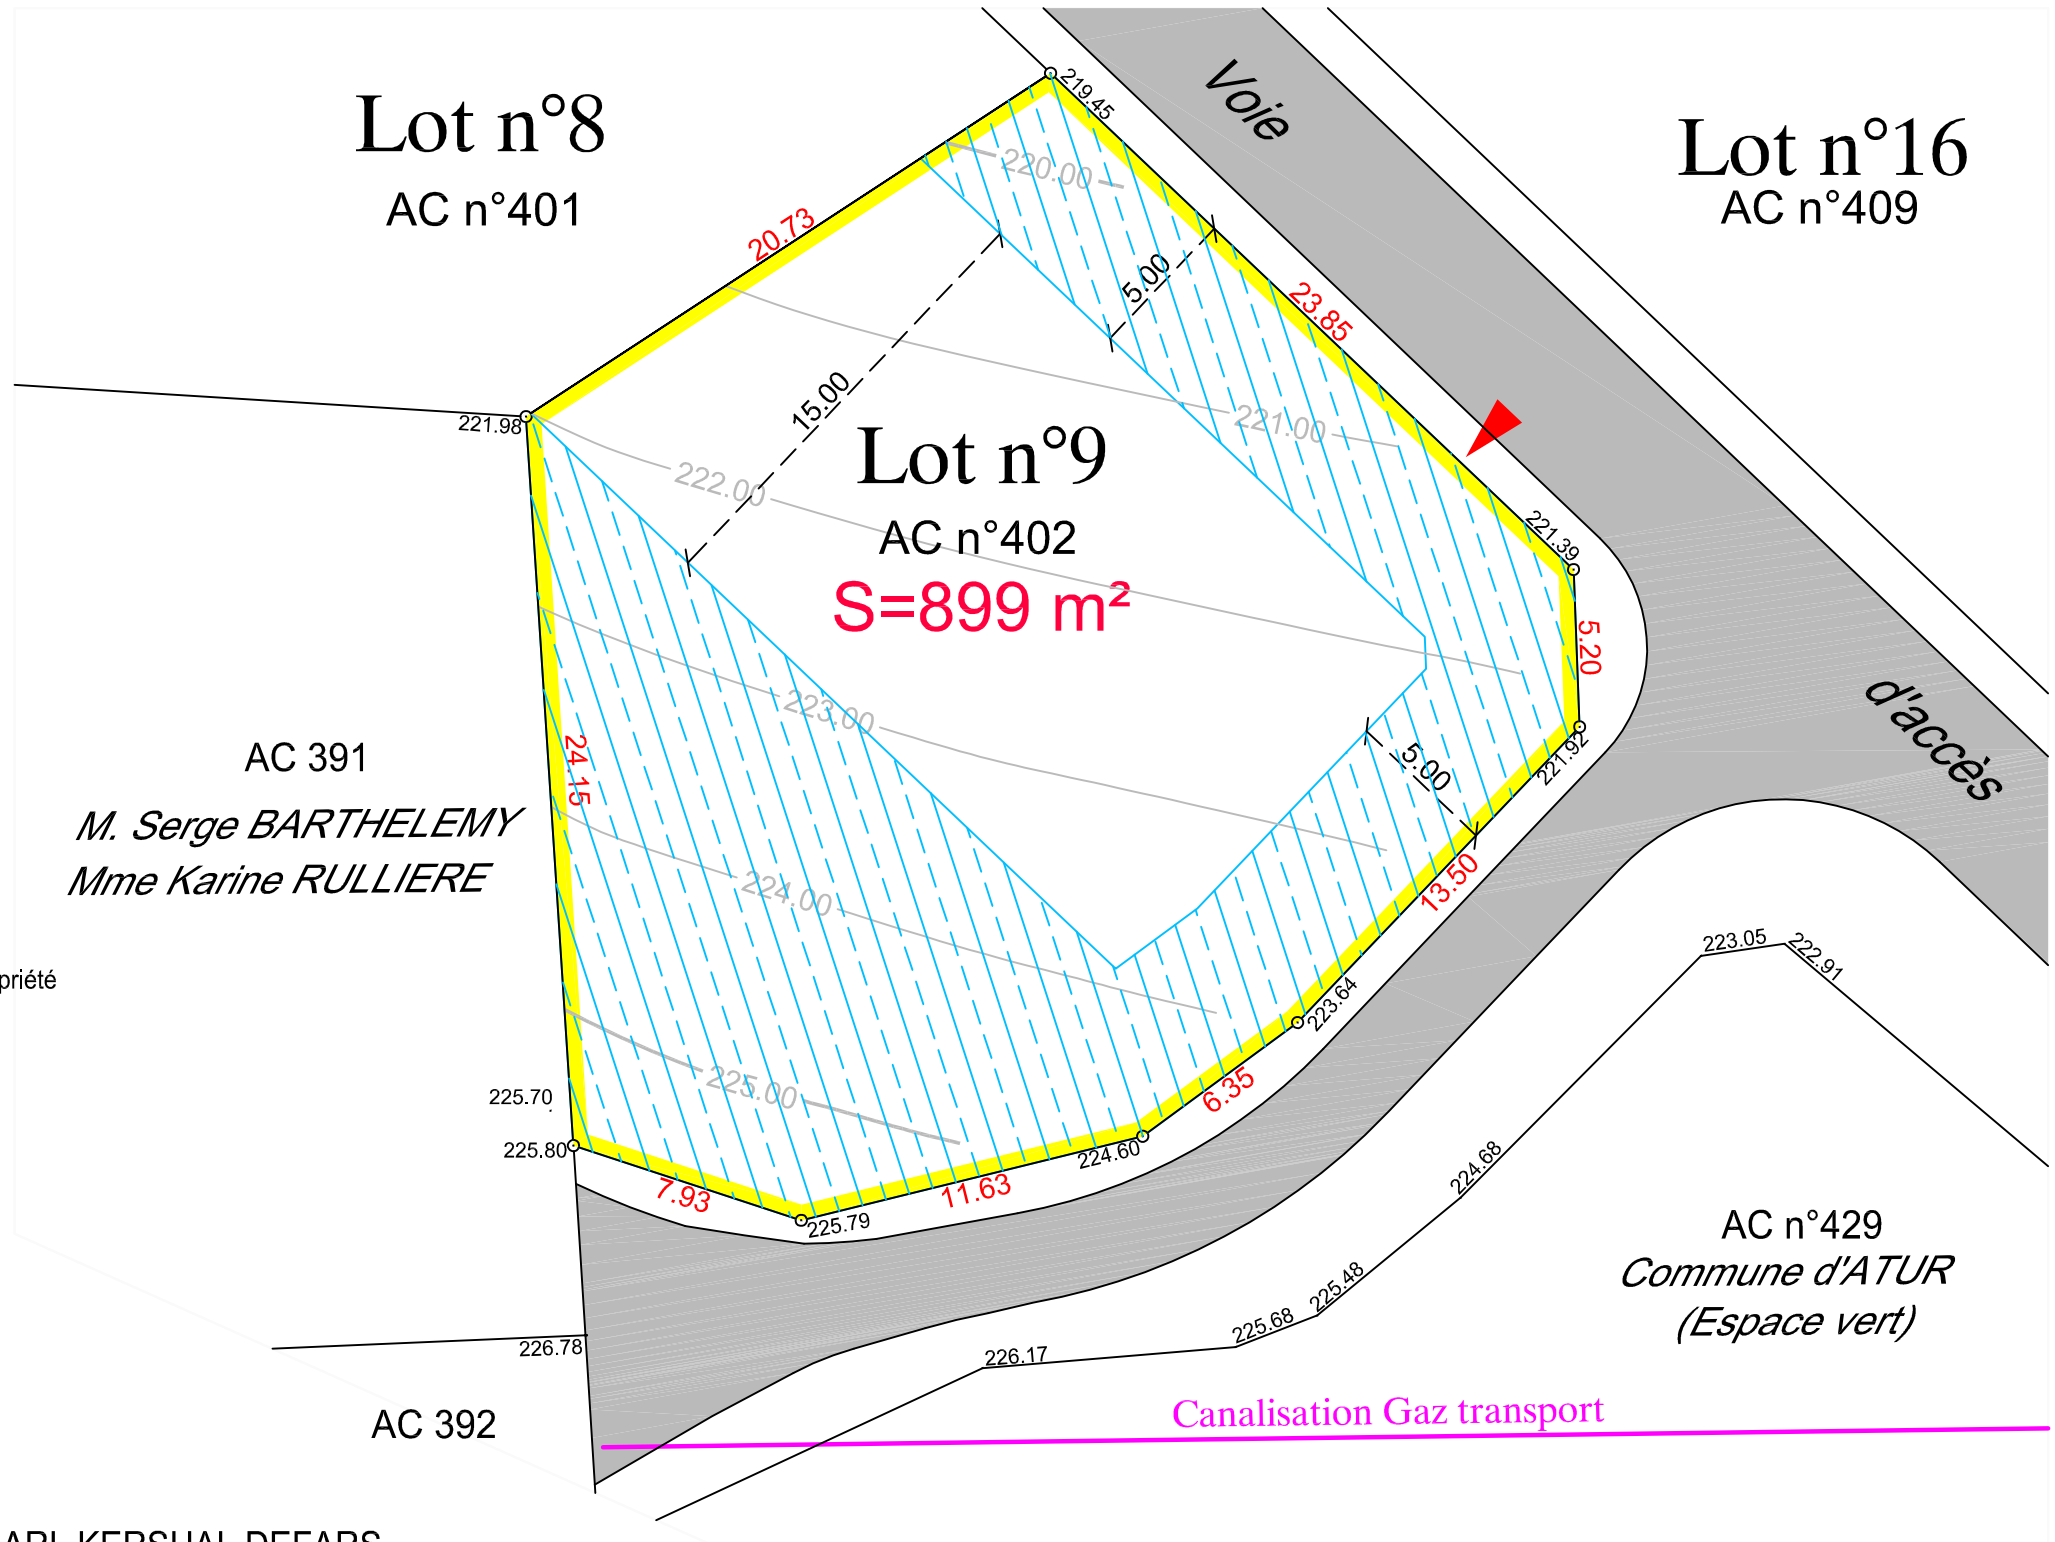 Lot n°8
AC n°401
Voie
Lot n°16
AC n°409
219.45
220.00
20.73
5.00
23.85
15.00
221.00
221.98
222.00
Lot n°9
AC n°402
S=899 m²
221.39
5.20
221.92
d'accès
223.00
5.00
AC 391
M. Serge BARTHELEMY
Mme Karine RULLIERE
24.15
224.00
13.50
223.05
222.91
priété
223.64
225.00
6.35
225.70
225.80
224.60
7.93
11.63
225.79
224.68
AC n°429
Commune d'ATUR
(Espace vert)
225.48
225.68
226.17
226.78
AC 392
Canalisation Gaz transport